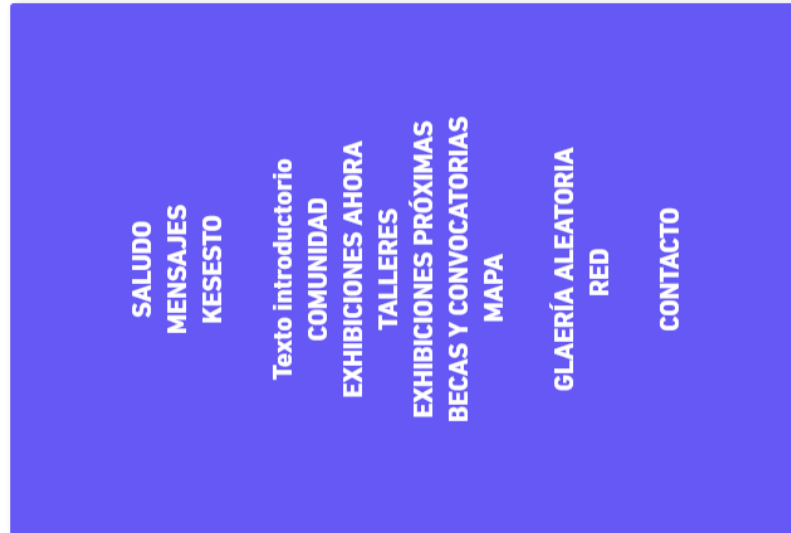 SALUDO
MENSAJES
KESESTO
Texto introductorio
COMUNIDAD
EXHIBICIONES AHORA
TALLERES
EXHIBICIONES PRÓXIMAS
BECAS Y CONVOCATORIAS
MAPA
GLAERÍA ALEATORIA
RED
CONTACTO